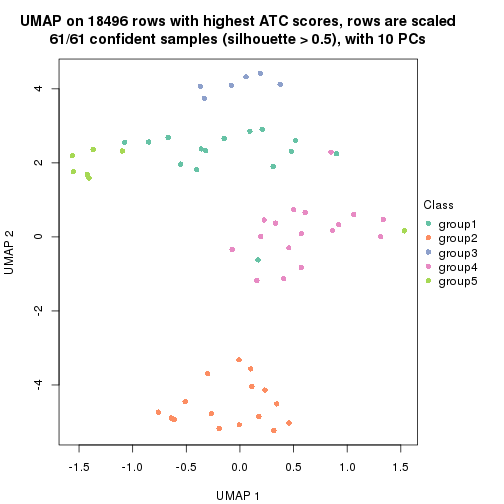 UMAP on 18496 rows with highest ATC scores, rows are scaled
61/61 confident samples (silhouette > 0.5), with 10 PCs
4
2
0
-2
-4
UMAP 2
-1.5
-1.0
-0.5
0.0
0.5
1.0
1.5
UMAP 1
Class
group1
group2
group3
group4
group5